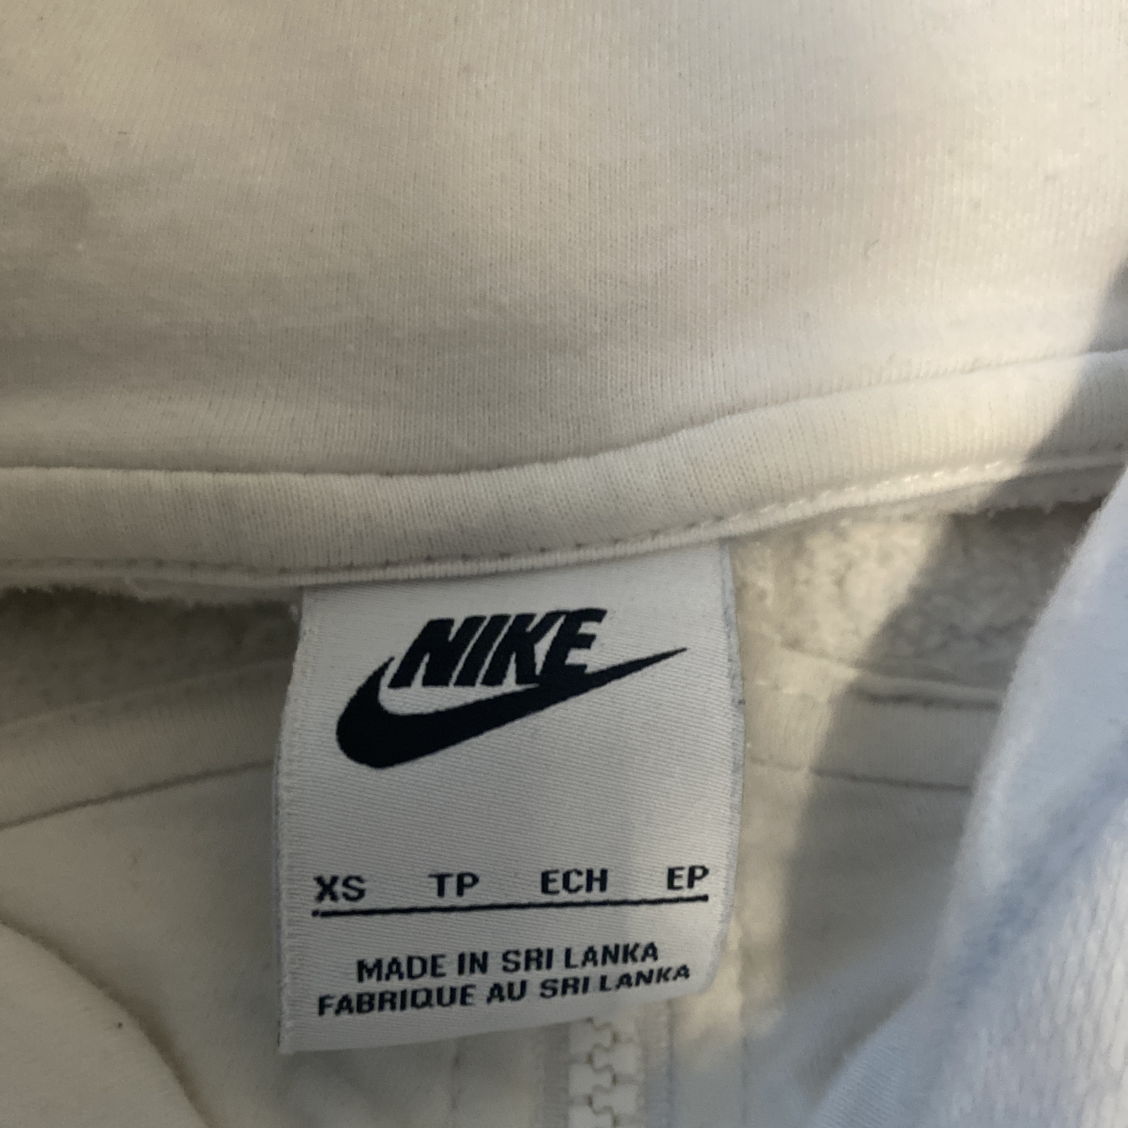 NIKE
XS TP ECH EP
MADE IN SRI LANKA
FABRIQUE AU SRI LANKA